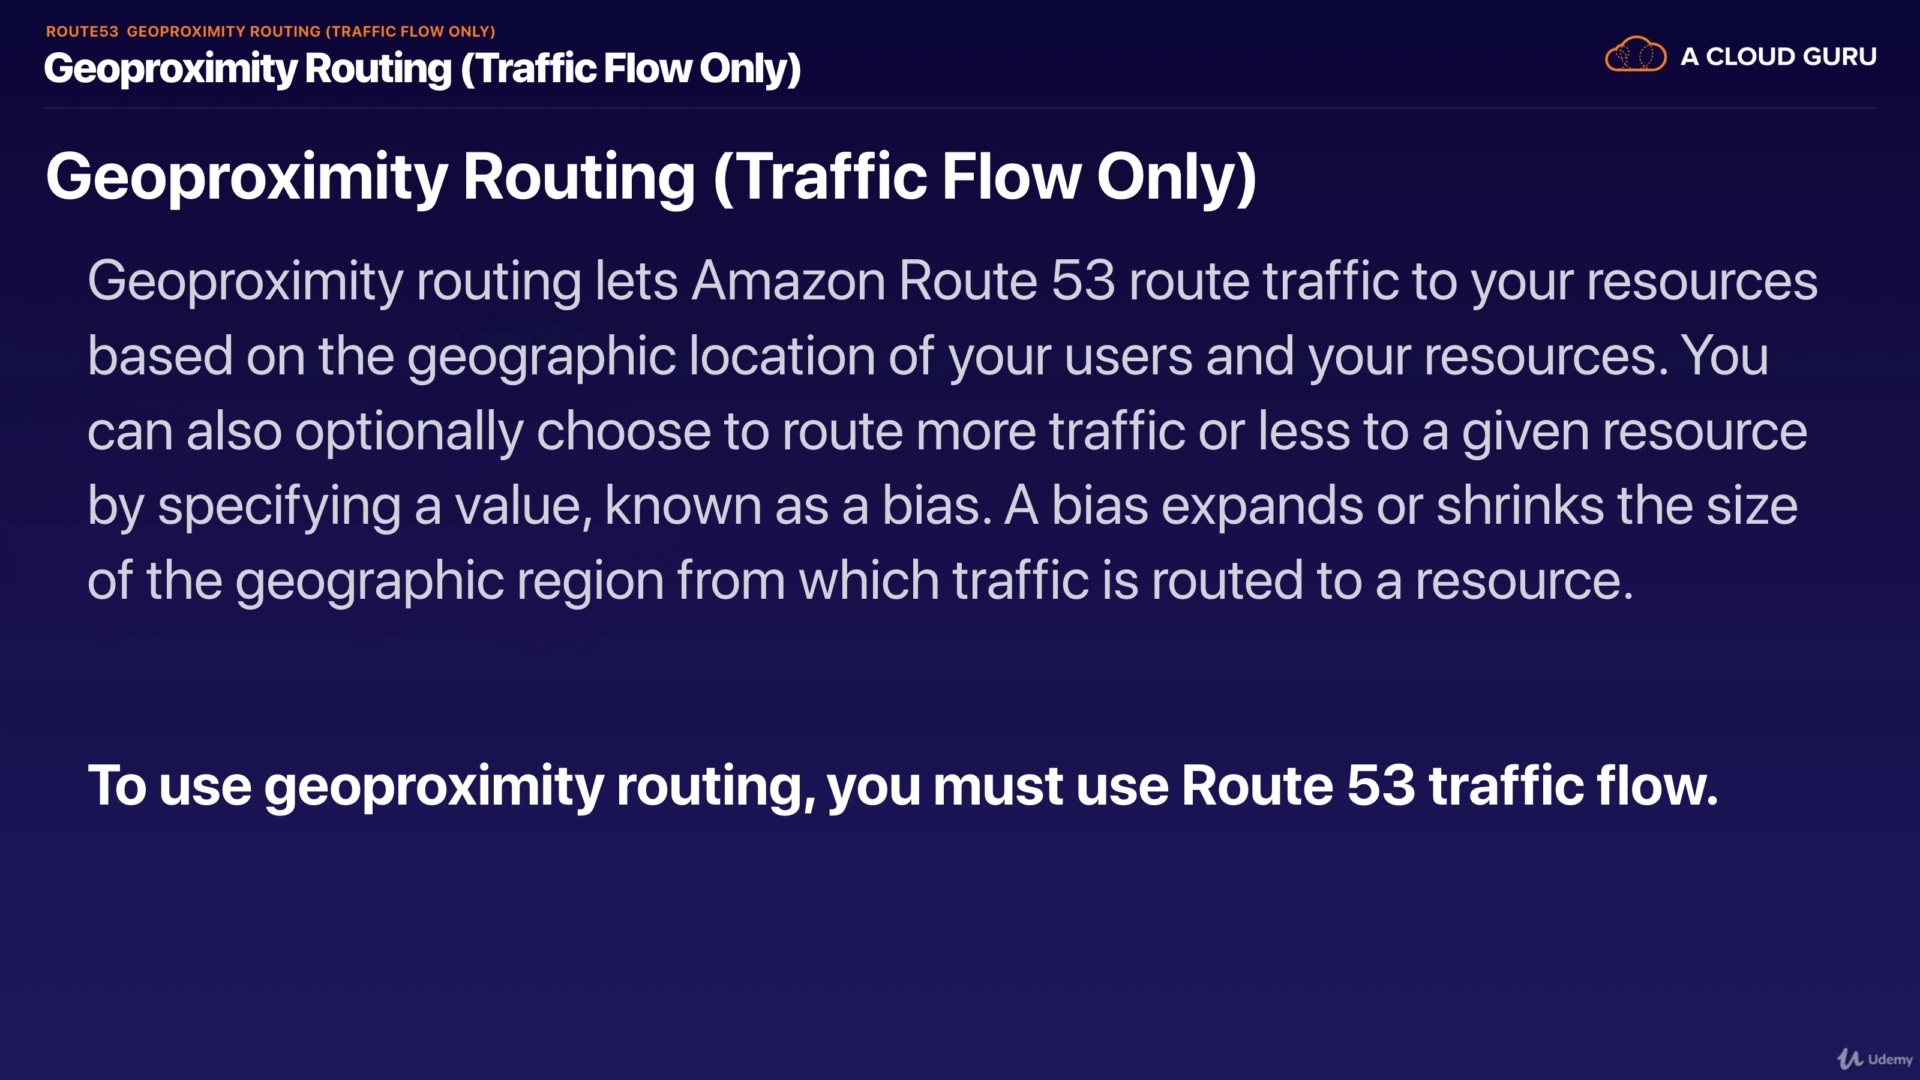 ROUTE53 GEOPROXIMITY ROUTING (TRAFFIC FLOW ONLY)
Geoproximity Routing (Traffic Flow Only)
A CLOUD GURU
Geoproximity Routing (Traffic Flow Only)
Geoproximity routing lets Amazon Route 53 route traffic to your resources
based on the geographic location of your users and your resources. You
can also optionally choose to route more traffic or less to a given resource
by specifying a value, known as a bias. A bias expands or shrinks the size
of the geographic region from which traffic is routed to a resource.
To use geoproximity routing, you must use Route 53 traffic flow.
Udemy